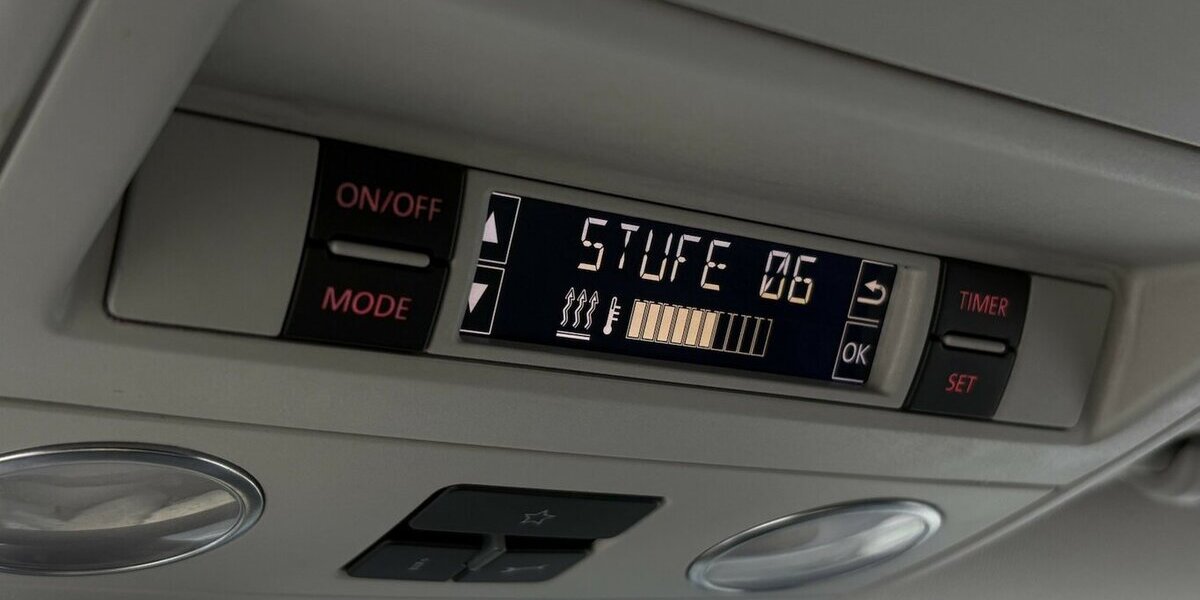 ON/OFF
MODE
STUFE 06
OK
TIMER
SET